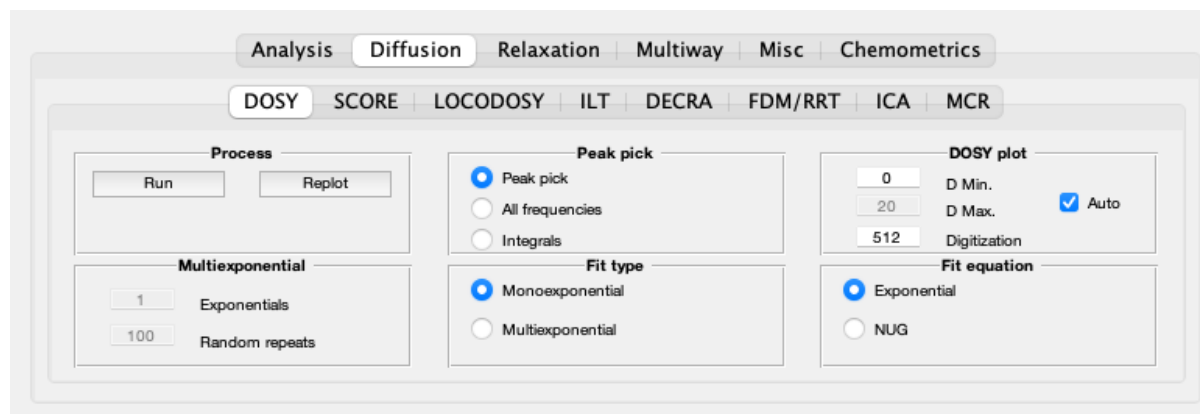 Analysis Diffusion Relaxation Multiway Misc Chemometrics
DOSY SCORE LOCODOSY ILT DECRA FDM/RRT ICA MCR
Process
Run Replot
Peak pick
Peak pick
All frequencies
Integrals
DOSY plot
0 D Min.
20 D Max.
Auto
512 Digitization
Multiexponential
1 Exponentials
100 Random repeats
Fit type
Monoexponential
Multiexponential
Fit equation
Exponential
NUG